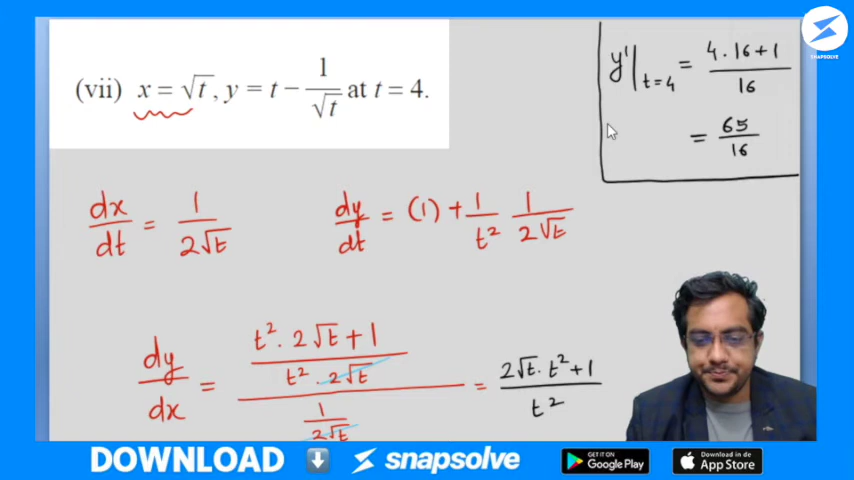 SNAPSOLVE
(vii) x = √t, y = t − 1/√t at t = 4.
y'|t=4 = (4 · 16 + 1)/16
= 65/16
dx/dt = 1/(2√t)
dy/dt = (1) + 1/t² 1/(2√t)
dy/dx = ((t² · 2√t + 1)/(t² · 2√t))/(1/(2√t)) = (2√t · t² + 1)/t²
DOWNLOAD snapsolve GET IT ON Google Play Download in de App Store